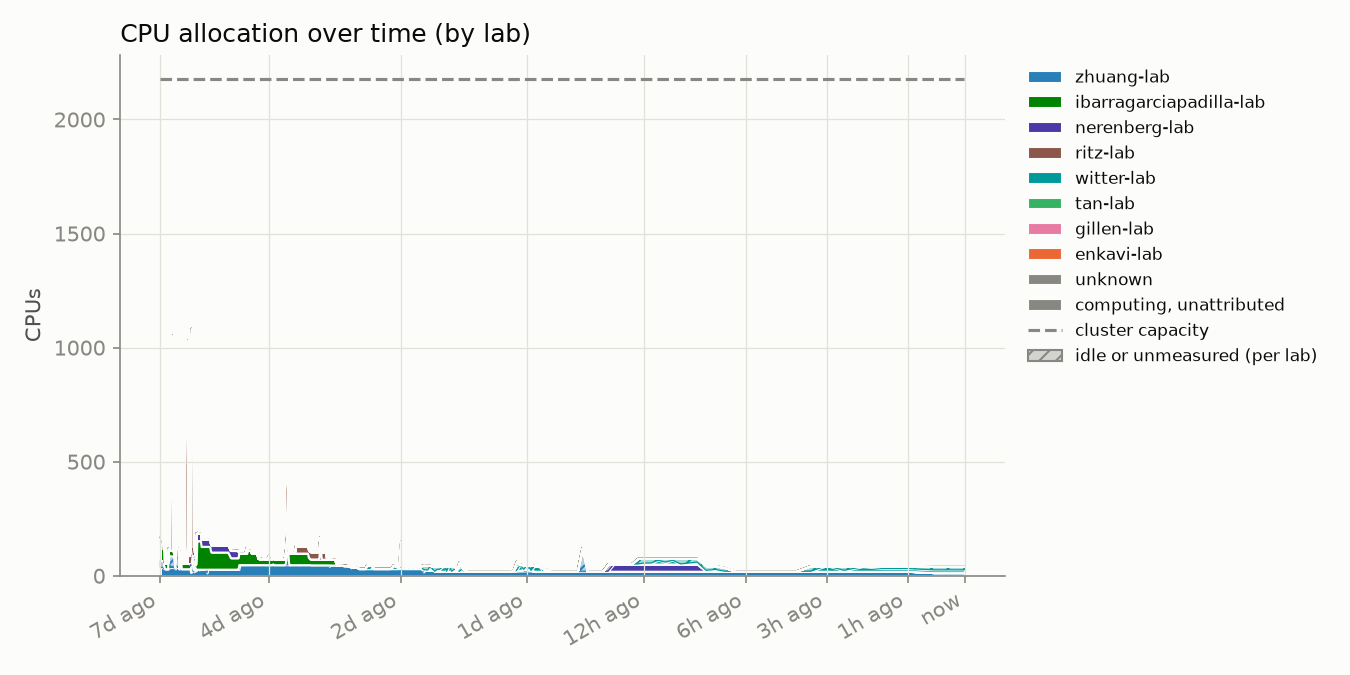 CPU allocation over time (by lab)
CPUs
2000
1500
1000
500
0
7d ago
4d ago
2d ago
1d ago
12h ago
6h ago
3h ago
1h ago
now
zhuang-lab
ibarragarciapadilla-lab
nerenberg-lab
ritz-lab
witter-lab
tan-lab
gillen-lab
enkavi-lab
unknown
computing, unattributed
cluster capacity
idle or unmeasured (per lab)